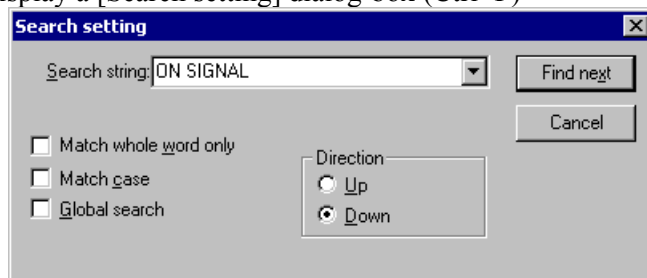 Search setting
Search string: ON SIGNAL
Find next
Cancel
Match whole word only
Match case
Global search
Direction
Up
Down